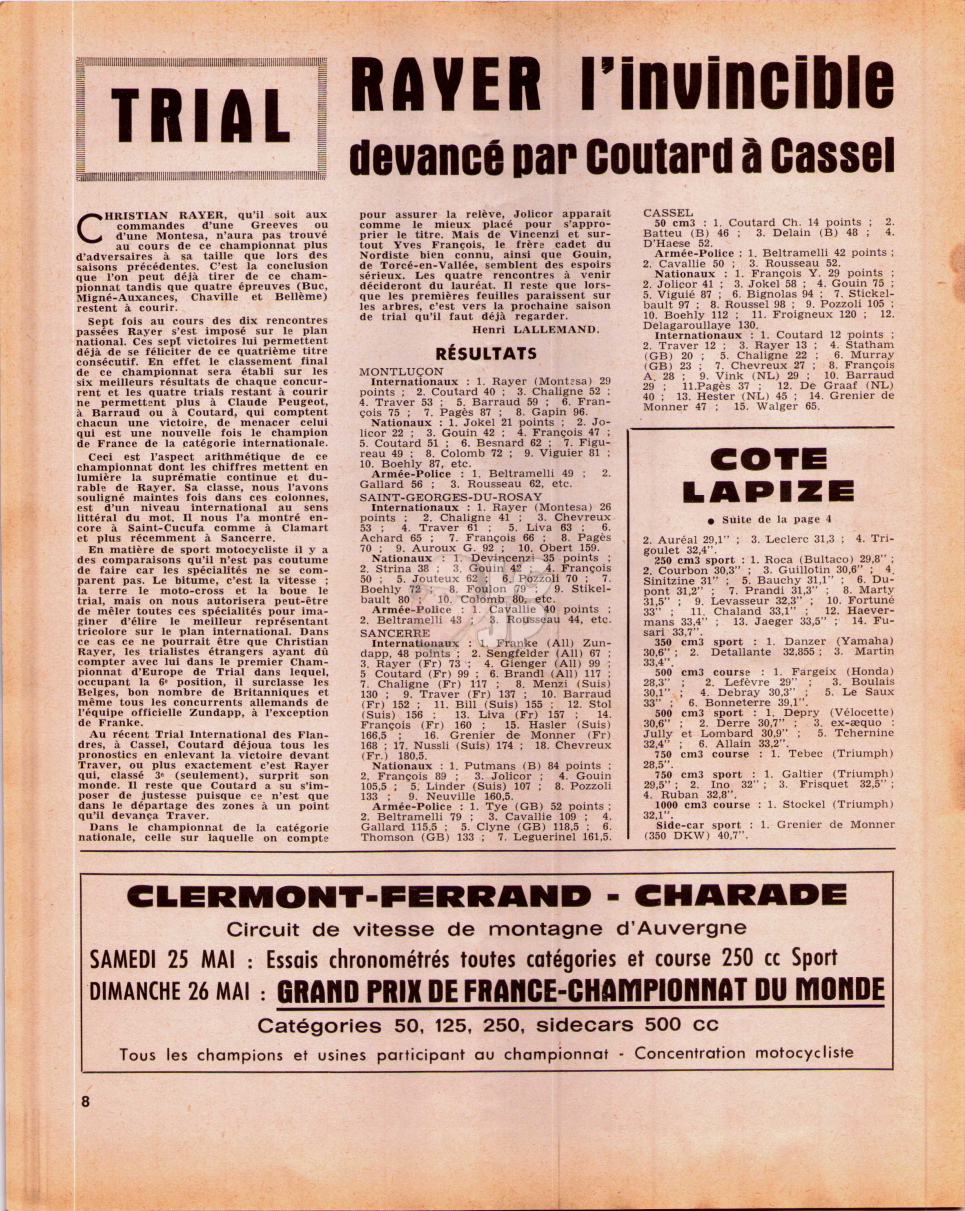 TRIAL
RAYER l'invincible
devancé par Coutard à Cassel
CHRISTIAN RAYER, qu'il soit aux
commandes d'une Greeves ou
d'une Montesa, n'aura pas trouvé
au cours de ce championnat plus
d'adversaires à sa taille que lors des
saisons précédentes. C'est la conclusion
que l'on peut déjà tirer de ce cham-
pionnat tandis que quatre épreuves (Buc,
Migné-Auxances, Chaville et Bellème)
restent à courir.
Sept fois au cours des dix rencontres
passées Rayer s'est imposé sur le plan
national. Ces sept victoires lui permettent
déjà de se féliciter de ce quatrième titre
consécutif. En effet le classement final
de ce championnat sera établi sur les
six meilleurs résultats de chaque concur-
rent et les quatre trials restant à courir
ne permettent plus à Claude Peugeot,
à Barraud ou à Coutard, qui comptent
chacun une victoire, de menacer celui
qui est une nouvelle fois le champion
de France de la catégorie internationale.
Ceci est l'aspect arithmétique de ce
championnat dont les chiffres mettent en
lumière la suprématie continue et du-
rable de Rayer. Sa classe, nous l'avons
souligné maintes fois dans ces colonnes,
est d'un niveau international au sens
littéral du mot. Il nous l'a montré en-
core à Saint-Cucufa comme à Clamart
et plus récemment à Sancerre.
En matière de sport motocycliste il y a
des comparaisons qu'il n'est pas coutume
de faire car les spécialités ne se com-
parent pas. Le bitume, c'est la vitesse ;
la terre le moto-cross et la boue le
trial, mais on nous autorisera peut-être
de mêler toutes ces spécialités pour ima-
giner d'élire le meilleur représentant
tricolore sur le plan international. Dans
ce cas ce ne pourrait être que Christian
Rayer, les trialistes étrangers ayant dû
compter avec lui dans le premier Cham-
pionnat d'Europe de Trial dans lequel,
occupant la 6e position, il surclasse les
Belges, bon nombre de Britanniques et
même tous les concurrents allemands de
l'équipe officielle Zundapp, à l'exception
de Franke.
Au récent Trial International des Flan-
dres, à Cassel, Coutard déjoua tous les
pronostics en enlevant la victoire devant
Traver, ou plus exactement c'est Rayer
qui, classé 3e (seulement), surprit son
monde. Il reste que Coutard a su s'im-
poser de justesse puisque ce n'est que
dans le départage des zones à un point
qu'il devança Traver.
Dans le championnat de la catégorie
nationale, celle sur laquelle on compte
pour assurer la relève, Jolicor apparait
comme le mieux placé pour s'appro-
prier le titre. Mais de Vincenzi et sur-
tout Yves François, le frère cadet du
Nordiste bien connu, ainsi que Gouin,
de Torcé-en-Vallée, semblent des espoirs
sérieux. Les quatre rencontres à venir
décideront du lauréat. Il reste que lors-
que les premières feuilles paraissent sur
les arbres, c'est vers la prochaine saison
de trial qu'il faut déjà regarder.
Henri LALLEMAND.
RÉSULTATS
MONTLUÇON
Internationaux : 1. Rayer (Montesa) 29
points ; 2. Coutard 40 ; 3. Chaligne 52 ;
4. Traver 53 ; 5. Barraud 59 ; 6. Fran-
çois 75 ; 7. Pagès 87 ; 8. Gapin 96.
Nationaux : 1. Jokel 21 points ; 2. Jo-
licor 22 ; 3. Gouin 42 ; 4. François 47 ;
5. Coutard 51 ; 6. Besnard 62 ; 7. Figu-
reau 49 ; 8. Colomb 72 ; 9. Viguier 81 ;
10. Boehly 87, etc.
Armée-Police : 1. Beltramelli 49 ; 2.
Gallard 56 ; 3. Rousseau 62, etc.
SAINT-GEORGES-DU-ROSAY
Internationaux : 1. Rayer (Montesa) 26
points ; 2. Chaligne 41 ; 3. Chevreux
53 ; 4. Traver 61 ; 5. Liva 63 ; 6.
Achard 65 ; 7. François 66 ; 8. Pagès
70 ; 9. Auroux G. 92 ; 10. Obert 159.
Nationaux : 1. Devincenzi 35 points ;
2. Strina 38 ; 3. Gouin 42 ; 4. François
50 ; 5. Jouteux 62 ; 6. Pozzoli 70 ; 7.
Boehly 72 ; 8. Foulon 79 ; 9. Stikel-
bault 80 ; 10. Colomb 80, etc.
Armée-Police : 1. Cavallie 40 points ;
2. Beltramelli 43 ; 3. Rousseau 44, etc.
SANCERRE
Internationaux : 1. Franke (All) Zun-
dapp, 48 points ; 2. Sengfelder (All) 67 ;
3. Rayer (Fr) 73 ; 4. Gienger (All) 99 ;
5 Coutard (Fr) 99 ; 6. Brandl (All) 117 ;
7. Chaligne (Fr) 117 ; 8. Menzi (Suis)
130 ; 9. Traver (Fr) 137 ; 10. Barraud
(Fr) 152 ; 11. Bill (Suis) 155 ; 12. Stol
(Suis) 156 ; 13. Liva (Fr) 157 ; 14.
François (Fr) 160 ; 15. Hasler (Suis)
166,5 ; 16. Grenier de Monner (Fr)
168 ; 17. Nussli (Suis) 174 ; 18. Chevreux
(Fr.) 180,5.
Nationaux : 1. Putmans (B) 84 points ;
2. François 89 ; 3. Jolicor ; 4. Gouin
105,5 ; 5. Linder (Suis) 107 ; 8. Pozzoli
133 ; 9. Neuville 160,5.
Armée-Police : 1. Tye (GB) 52 points ;
2. Beltramelli 79 ; 3. Cavallie 109 ; 4.
Gallard 115,5 ; 5. Clyne (GB) 118,5 ; 6.
Thomson (GB) 133 ; 7. Leguerinel 161,5.
CASSEL
50 cm3 : 1. Coutard Ch. 14 points ; 2.
Batteu (B) 46 ; 3. Delain (B) 48 ; 4.
D'Haese 52.
Armée-Police : 1. Beltramelli 42 points ;
2. Cavallie 50 ; 3. Rousseau 52.
Nationaux : 1. François Y. 29 points ;
2. Jolicor 41 ; 3. Jokel 58 ; 4. Gouin 75 ;
5. Viguié 87 ; 6. Bignolas 94 ; 7. Stickel-
bault 97 ; 8. Roussel 98 ; 9. Pozzoli 105 ;
10. Boehly 112 ; 11. Froigneux 120 ; 12.
Delagaroullaye 130.
Internationaux : 1. Coutard 12 points ;
2. Traver 12 ; 3. Rayer 13 ; 4. Statham
(GB) 20 ; 5. Chaligne 22 ; 6. Murray
(GB) 23 ; 7. Chevreux 27 ; 8. François
A. 28 ; 9. Vink (NL) 29 ; 10. Barraud
29 ; 11.Pagès 37 ; 12. De Graaf (NL)
40 ; 13. Hester (NL) 45 ; 14. Grenier de
Monner 47 ; 15. Walger 65.
COTE
LAPIZE
● Suite de la page 4
2. Auréal 29,1" ; 3. Leclerc 31,3 ; 4. Tri-
goulet 32,4".
250 cm3 sport : 1. Roca (Bultaco) 29,8" ;
2. Courbon 30,3" ; 3. Guillotin 30,6" ; 4.
Sinitzine 31" ; 5. Bauchy 31,1" ; 6. Du-
pont 31,2" ; 7. Prandi 31,3" ; 8. Marty
31,5" ; 9. Levasseur 32,3" ; 10. Fortuné
33" ; 11. Chaland 33,1" ; 12. Haever-
mans 33,4" ; 13. Jaeger 33,5" ; 14. Fu-
sari 33,7".
350 cm3 sport : 1. Danzer (Yamaha)
30,6" ; 2. Detallante 32,855 ; 3. Martin
33,4".
500 cm3 course : 1. Fargeix (Honda)
28,3" ; 2. Lefèvre 29" ; 3. Boulais
30,1" ; 4. Debray 30,3" ; 5. Le Saux
33" ; 6. Bonneterre 39,1".
500 cm3 sport : 1. Depry (Vélocette)
30,6" ; 2. Derre 30,7" ; 3. ex-æquo :
Jully et Lombard 30,9" ; 5. Tchernine
32,4" ; 6. Allain 33,2".
750 cm3 course : 1. Tebec (Triumph)
28,5".
750 cm3 sport : 1. Galtier (Triumph)
29,5" ; 2. Ino 32" ; 3. Frisquet 32,5" ;
4. Ruban 32,8".
1000 cm3 course : 1. Stockel (Triumph)
32,1".
Side-car sport : 1. Grenier de Monner
(350 DKW) 40,7".
CLERMONT-FERRAND - CHARADE
Circuit de vitesse de montagne d'Auvergne
SAMEDI 25 MAI : Essais chronométrés toutes catégories et course 250 cc Sport
DIMANCHE 26 MAI : GRAND PRIX DE FRANCE-CHAMPIONNAT DU MONDE
Catégories 50, 125, 250, sidecars 500 cc
Tous les champions et usines participant au championnat - Concentration motocycliste
8